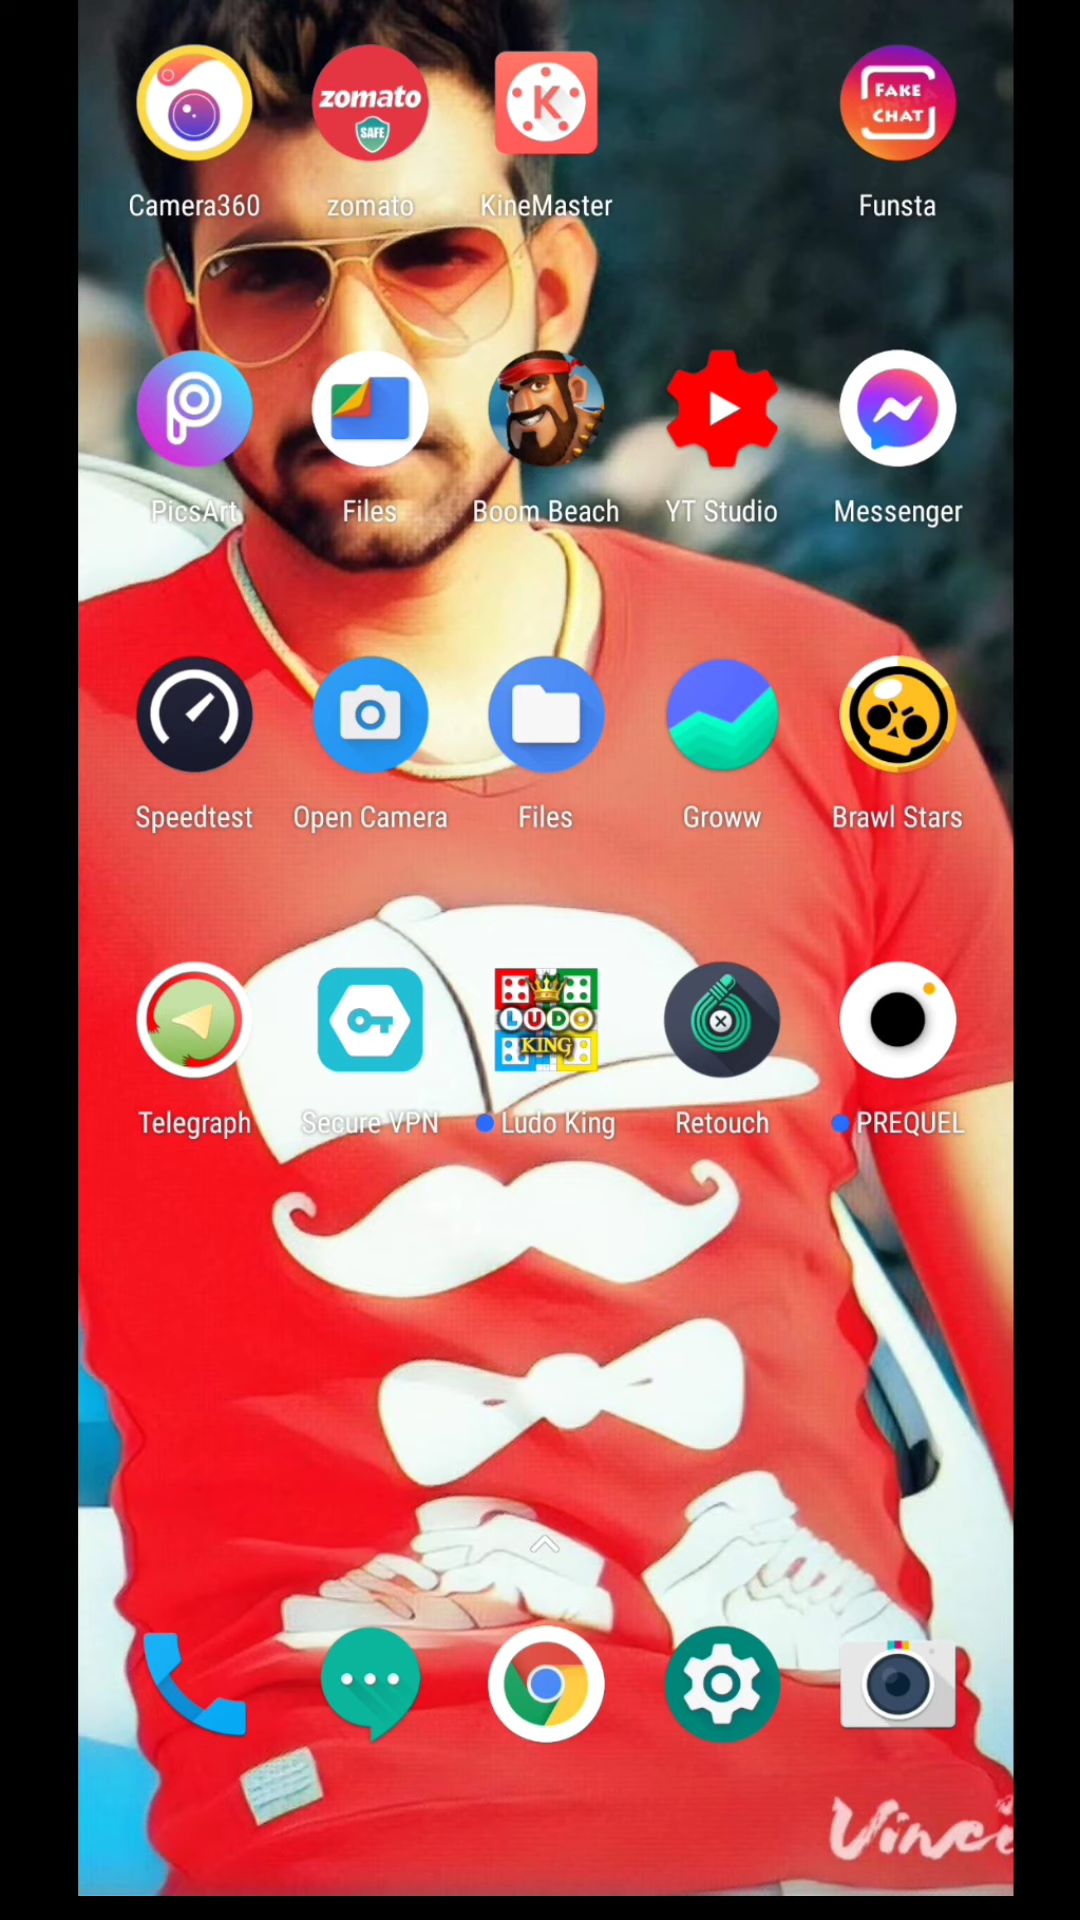 zomato
SAFE
K
FAKE
CHAT
Camera360
zomato
KineMaster
Funsta
PicsArt
Files
Boom Beach
YT Studio
Messenger
Speedtest
Open Camera
Files
Groww
Brawl Stars
LUDO
KING
Telegraph
Secure VPN
Ludo King
Retouch
PREQUEL
Vinci